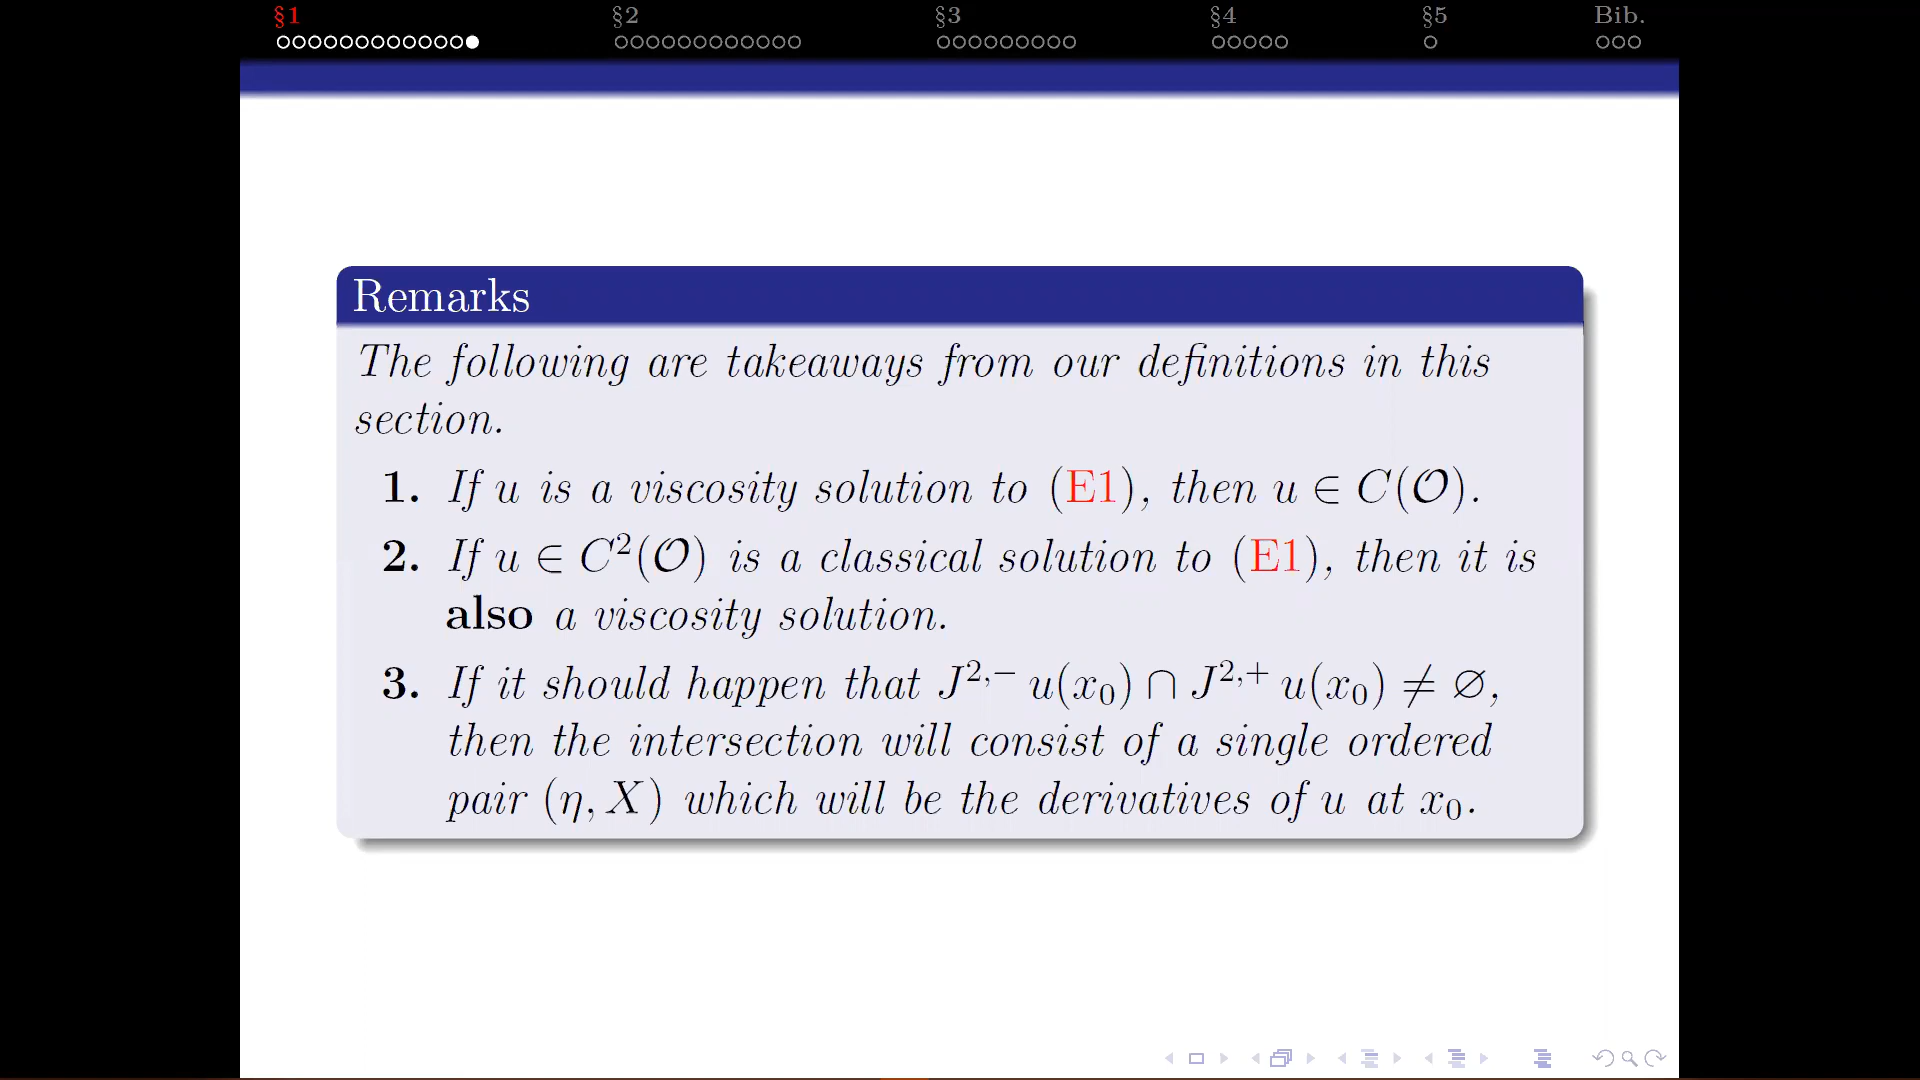 §1 §2 §3 §4 §5 Bib.
Remarks
The following are takeaways from our definitions in this
section.
1. If u is a viscosity solution to (E1), then u ∈ C(𝒪).
2. If u ∈ C²(𝒪) is a classical solution to (E1), then it is
also a viscosity solution.
3. If it should happen that J²,⁻ u(x₀) ∩ J²,⁺ u(x₀) ≠ ∅,
then the intersection will consist of a single ordered
pair (η, X) which will be the derivatives of u at x₀.